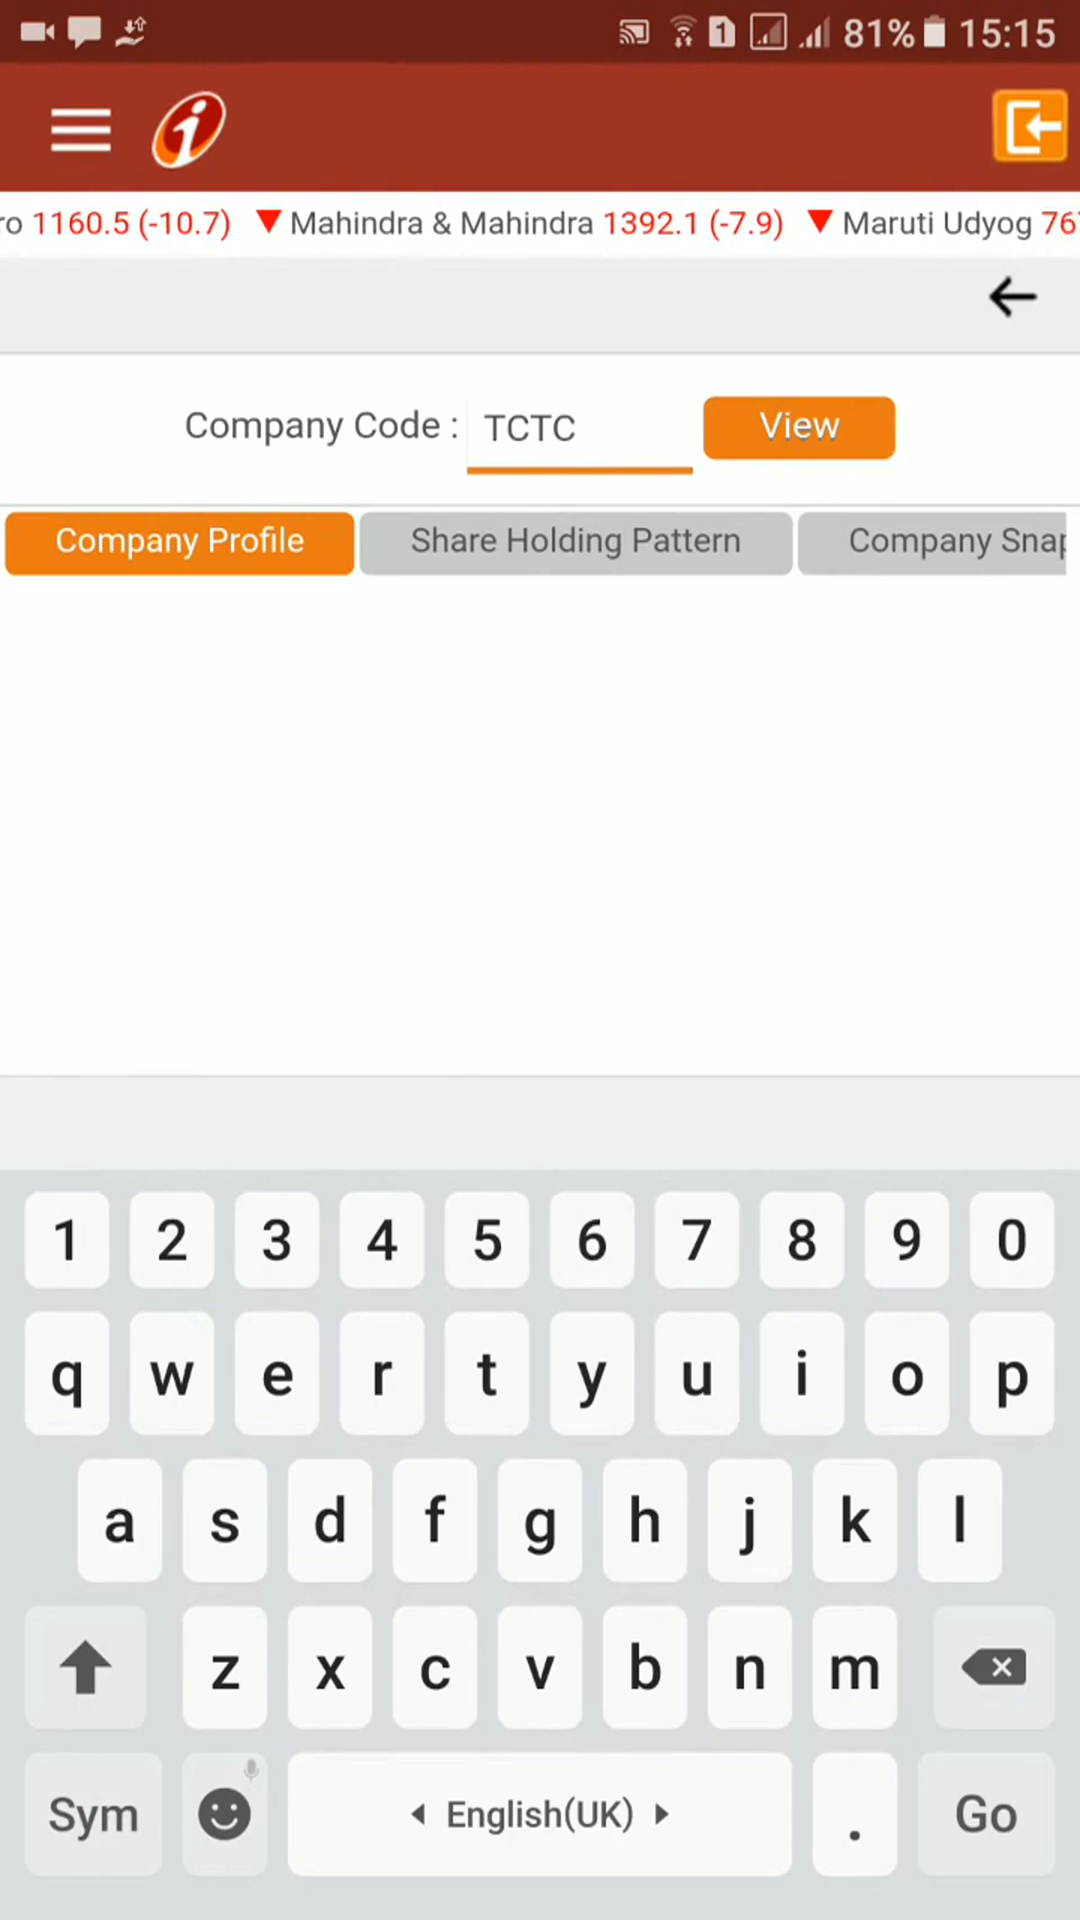 1 81% 15:15
i
ro 1160.5 (-10.7) ▼ Mahindra & Mahindra 1392.1 (-7.9) ▼ Maruti Udyog 76
Company Code : TCTC View
Company Profile Share Holding Pattern Company Snap
1 2 3 4 5 6 7 8 9 0
q w e r t y u i o p
a s d f g h j k l
z x c v b n m
Sym English(UK) . Go